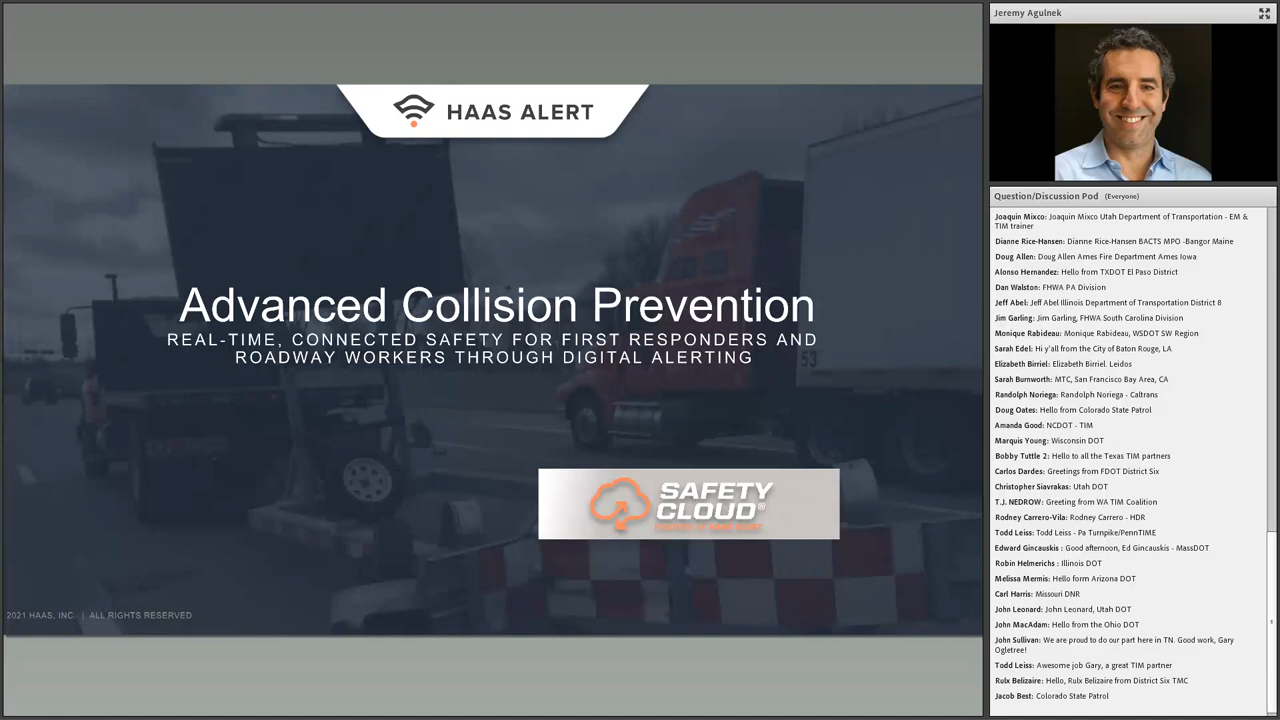 HAAS ALERT
Advanced Collision Prevention
REAL-TIME, CONNECTED SAFETY FOR FIRST RESPONDERS AND
ROADWAY WORKERS THROUGH DIGITAL ALERTING
53
SAFETY
CLOUD®
POWERED BY HAAS ALERT
2021 HAAS, INC. | ALL RIGHTS RESERVED
Jeremy Agulnek
Question/Discussion Pod (Everyone)
Joaquin Mixco: Joaquin Mixco Utah Department of Transportation - EM &
TIM trainer
Dianne Rice-Hansen: Dianne Rice-Hansen BACTS MPO -Bangor Maine
Doug Allen: Doug Allen Ames Fire Department Ames Iowa
Alonso Hernandez: Hello from TXDOT El Paso District
Dan Walston: FHWA PA Division
Jeff Abel: Jeff Abel Illinois Department of Transportation District 8
Jim Garling: Jim Garling, FHWA South Carolina Division
Monique Rabideau: Monique Rabideau, WSDOT SW Region
Sarah Edel: Hi y'all from the City of Baton Rouge, LA
Elizabeth Birriel: Elizabeth Birriel. Leidos
Sarah Burnworth: MTC, San Francisco Bay Area, CA
Randolph Noriega: Randolph Noriega - Caltrans
Doug Oates: Hello from Colorado State Patrol
Amanda Good: NCDOT - TIM
Marquis Young: Wisconsin DOT
Bobby Tuttle 2: Hello to all the Texas TIM partners
Carlos Dardes: Greetings from FDOT District Six
Christopher Siavrakas: Utah DOT
T.J. NEDROW: Greeting from WA TIM Coalition
Rodney Carrero-Vila: Rodney Carrero - HDR
Todd Leiss: Todd Leiss - Pa Turnpike/PennTIME
Edward Gincauskis : Good afternoon, Ed Gincauskis - MassDOT
Robin Helmerichs : Illinois DOT
Melissa Mermis: Hello form Arizona DOT
Carl Harris: Missouri DNR
John Leonard: John Leonard, Utah DOT
John MacAdam: Hello from the Ohio DOT
John Sullivan: We are proud to do our part here in TN. Good work, Gary
Ogletree!
Todd Leiss: Awesome job Gary, a great TIM partner
Rulx Belizaire: Hello, Rulx Belizaire from District Six TMC
Jacob Best: Colorado State Patrol